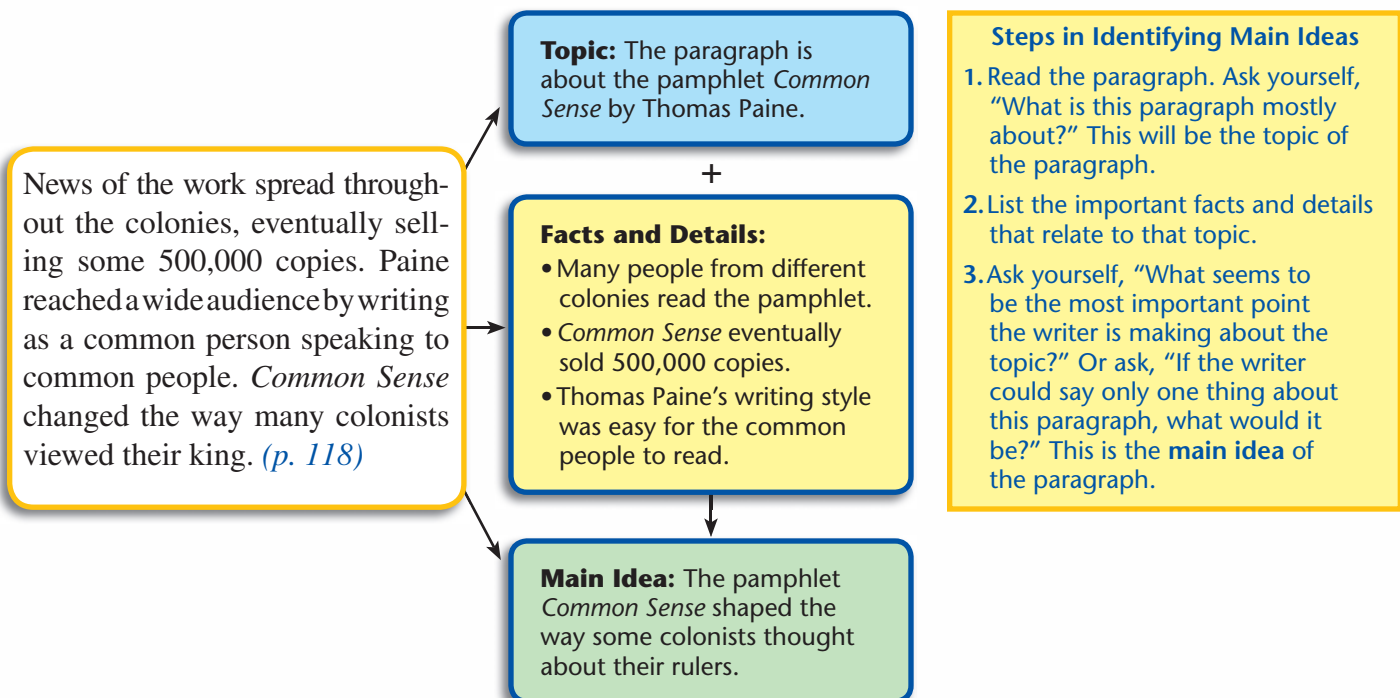 News of the work spread through-
out the colonies, eventually sell-
ing some 500,000 copies. Paine
reached a wide audience by writing
as a common person speaking to
common people. Common Sense
changed the way many colonists
viewed their king. (p. 118)
Topic: The paragraph is
about the pamphlet Common
Sense by Thomas Paine.
+
Facts and Details:
• Many people from different
colonies read the pamphlet.
• Common Sense eventually
sold 500,000 copies.
• Thomas Paine’s writing style
was easy for the common
people to read.
Main Idea: The pamphlet
Common Sense shaped the
way some colonists thought
about their rulers.
Steps in Identifying Main Ideas
1. Read the paragraph. Ask yourself,
“What is this paragraph mostly
about?” This will be the topic of
the paragraph.
2. List the important facts and details
that relate to that topic.
3. Ask yourself, “What seems to
be the most important point
the writer is making about the
topic?” Or ask, “If the writer
could say only one thing about
this paragraph, what would it
be?” This is the main idea of
the paragraph.